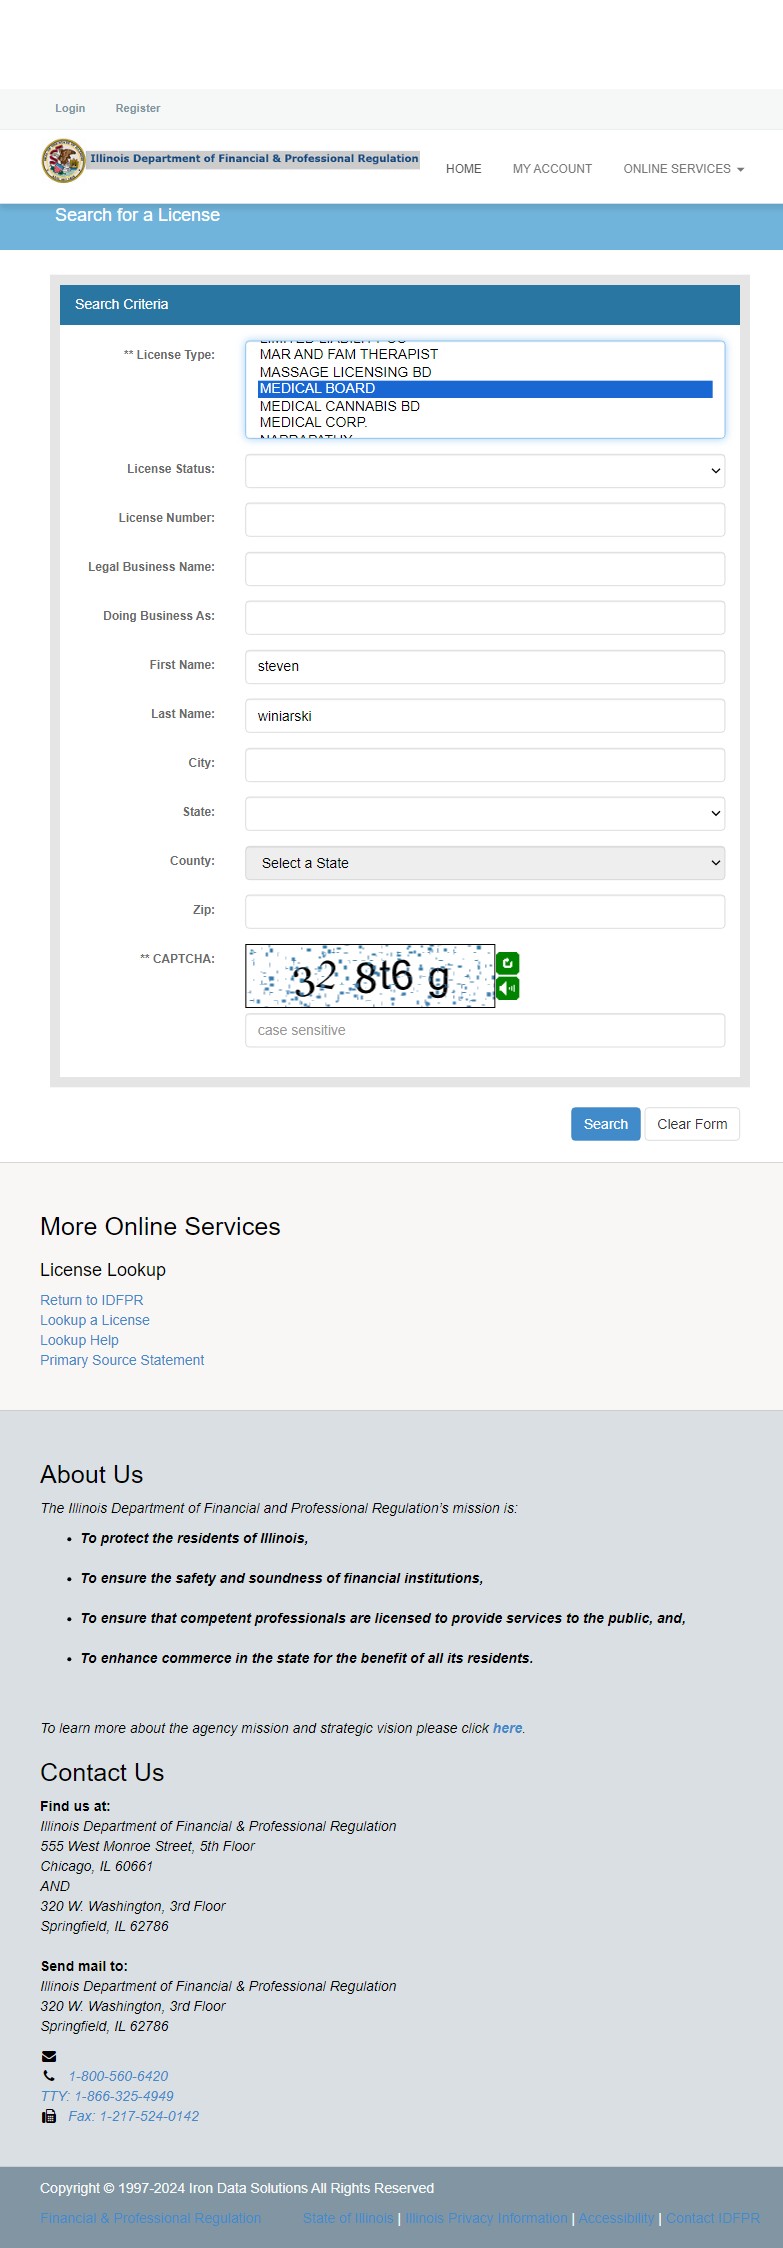 Login Register
Illinois Department of Financial & Professional Regulation
HOME MY ACCOUNT ONLINE SERVICES
Search for a License
Search Criteria
** License Type:
MAR AND FAM THERAPIST
MASSAGE LICENSING BD
MEDICAL BOARD
MEDICAL CANNABIS BD
MEDICAL CORP.
License Status:
License Number:
Legal Business Name:
Doing Business As:
First Name: steven
Last Name: winiarski
City:
State:
County: Select a State
Zip:
** CAPTCHA: 32 8t6 g
case sensitive
Search Clear Form
More Online Services
License Lookup
Return to IDFPR
Lookup a License
Lookup Help
Primary Source Statement
About Us
The Illinois Department of Financial and Professional Regulation's mission is:
• To protect the residents of Illinois,
• To ensure the safety and soundness of financial institutions,
• To ensure that competent professionals are licensed to provide services to the public, and,
• To enhance commerce in the state for the benefit of all its residents.
To learn more about the agency mission and strategic vision please click here.
Contact Us
Find us at:
Illinois Department of Financial & Professional Regulation
555 West Monroe Street, 5th Floor
Chicago, IL 60661
AND
320 W. Washington, 3rd Floor
Springfield, IL 62786
Send mail to:
Illinois Department of Financial & Professional Regulation
320 W. Washington, 3rd Floor
Springfield, IL 62786
1-800-560-6420
TTY: 1-866-325-4949
Fax: 1-217-524-0142
Copyright © 1997-2024 Iron Data Solutions All Rights Reserved
Financial & Professional Regulation State of Illinois | Illinois Privacy Information | Accessibility | Contact IDFPR